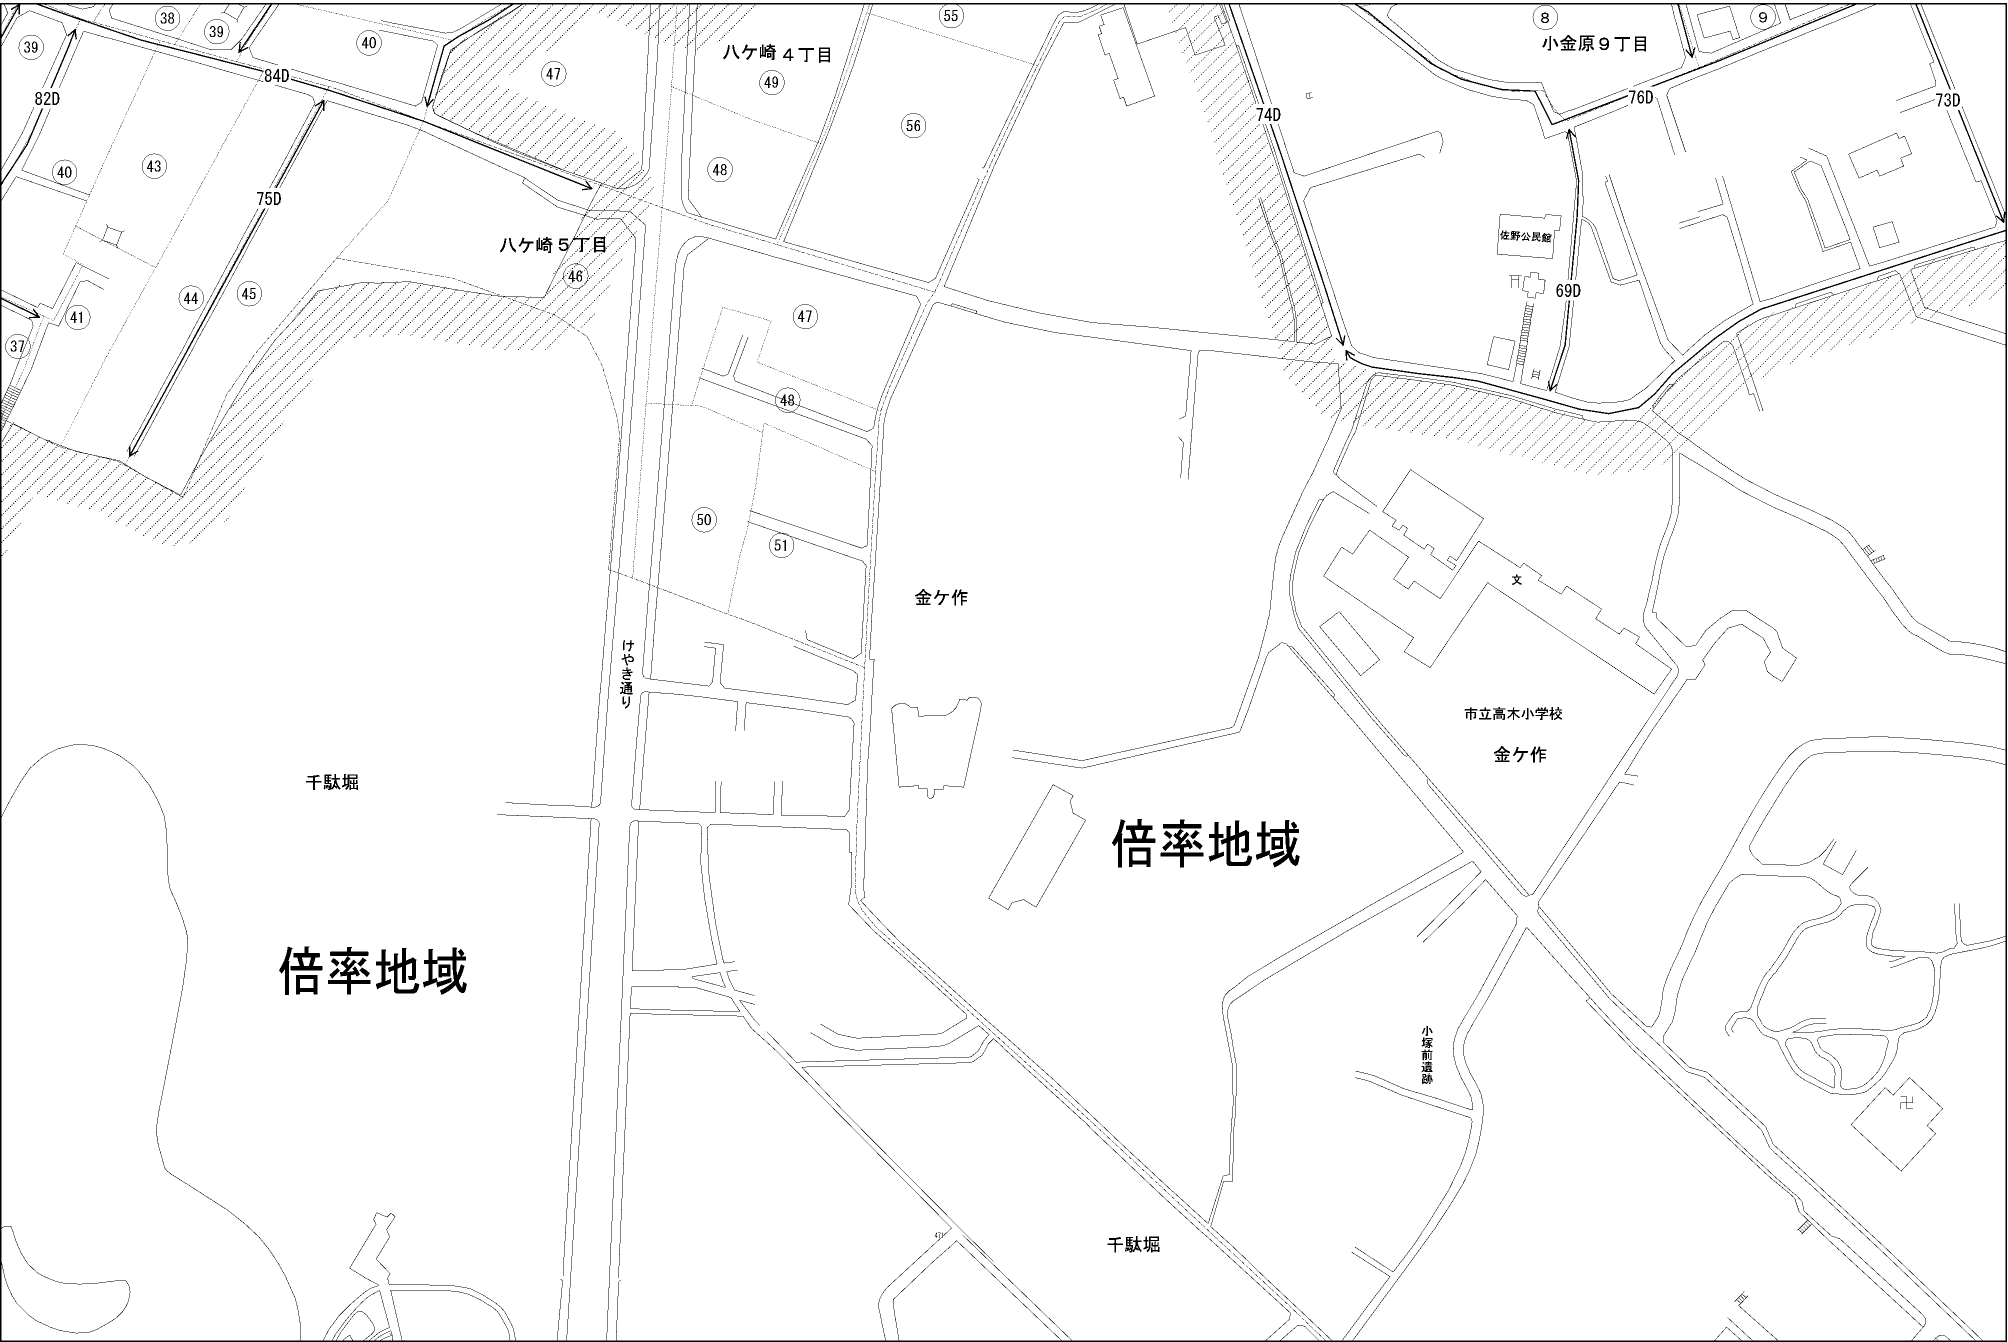 38
39
39
40
84D
82D
47
八ケ崎４丁目
49
55
56
48
8
9
小金原９丁目
76D
73D
74D
40
43
75D
八ケ崎５丁目
46
44
45
41
37
47
48
佐野公民館
69D
50
51
金ケ作
文
けやき通り
市立高木小学校
金ケ作
千駄堀
倍率地域
倍率地域
小塚前遺跡
卍
千駄堀